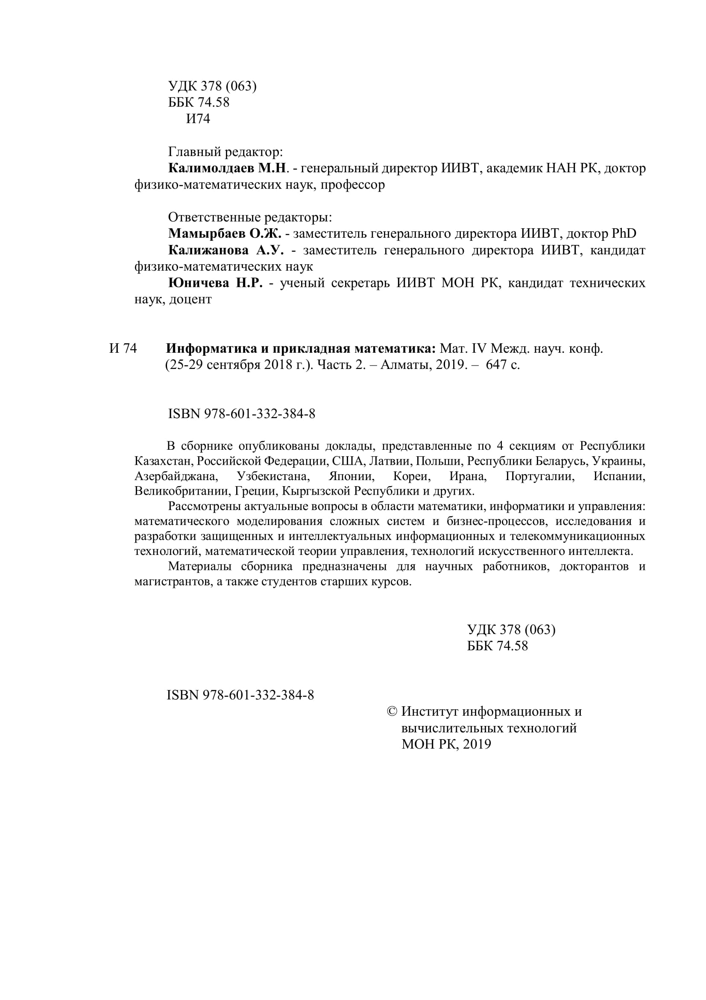 УДК 378 (063)
ББК 74.58
И74
Главный редактор:
Калимолдаев М.Н. - генеральный директор ИИВТ, академик НАН РК, доктор
физико-математических наук, профессор
Ответственные редакторы:
Мамырбаев О.Ж. - заместитель генерального директора ИИВТ, доктор PhD
Калижанова А.У. - заместитель генерального директора ИИВТ, кандидат
физико-математических наук
Юничева Н.Р. - ученый секретарь ИИВТ МОН РК, кандидат технических
наук, доцент
И 74 Информатика и прикладная математика: Мат. IV Межд. науч. конф.
(25-29 сентября 2018 г.). Часть 2. – Алматы, 2019. – 647 с.
ISBN 978-601-332-384-8
В сборнике опубликованы доклады, представленные по 4 секциям от Республики
Казахстан, Российской Федерации, США, Латвии, Польши, Республики Беларусь, Украины,
Азербайджана, Узбекистана, Японии, Кореи, Ирана, Португалии, Испании,
Великобритании, Греции, Кыргызской Республики и других.
Рассмотрены актуальные вопросы в области математики, информатики и управления:
математического моделирования сложных систем и бизнес-процессов, исследования и
разработки защищенных и интеллектуальных информационных и телекоммуникационных
технологий, математической теории управления, технологий искусственного интеллекта.
Материалы сборника предназначены для научных работников, докторантов и
магистрантов, а также студентов старших курсов.
УДК 378 (063)
ББК 74.58
ISBN 978-601-332-384-8
© Институт информационных и
вычислительных технологий
МОН РК, 2019